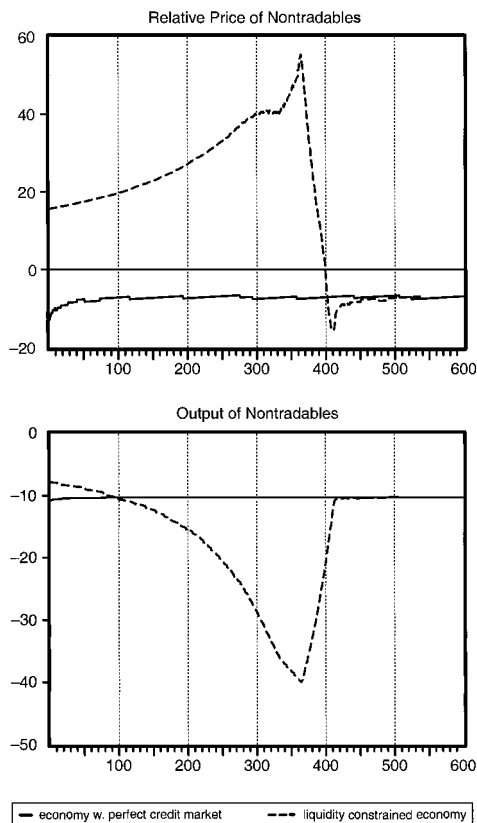 Relative Price of Nontradables
60
40
20
0
−20
100 200 300 400 500 600
Output of Nontradables
0
−10
−20
−30
−40
−50
100 200 300 400 500 600
economy w. perfect credit market liquidity constrained economy